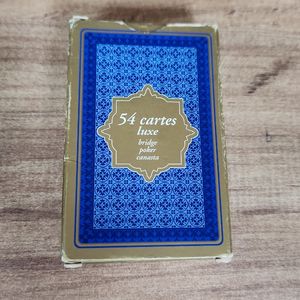 54 cartes
luxe
bridge
poker
canasta